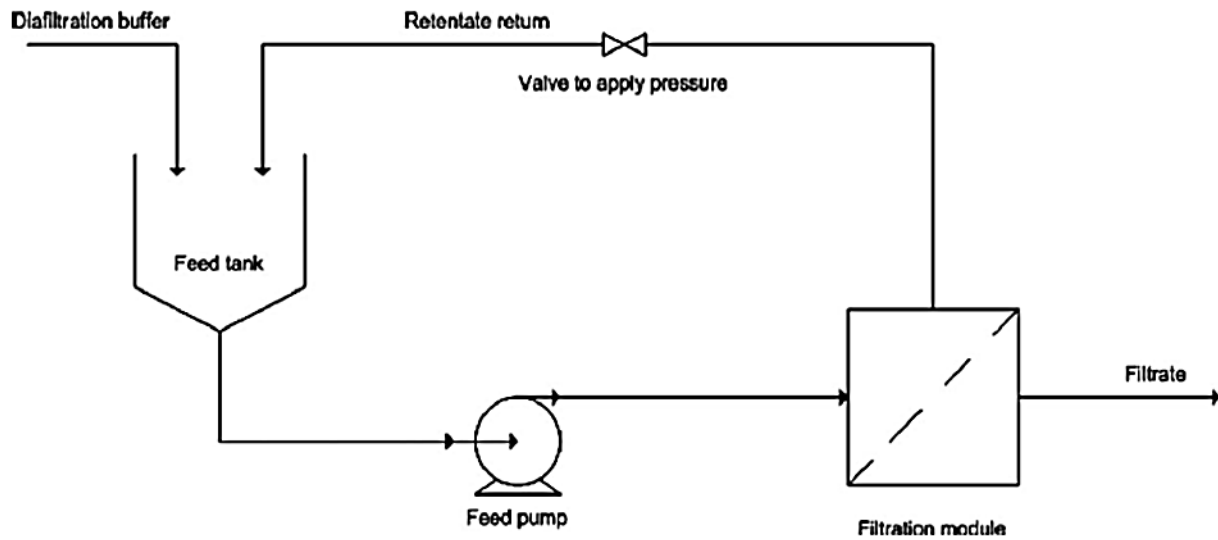 Diafiltration buffer
Retentate return
Valve to apply pressure
Feed tank
Filtrate
Feed pump
Filtration module